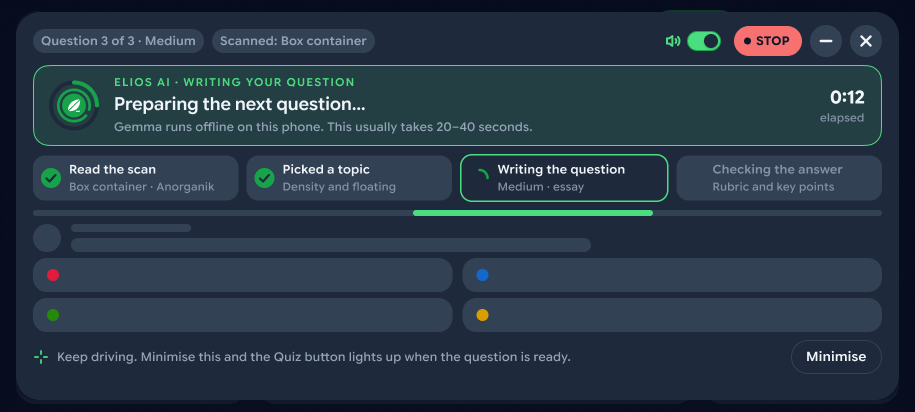 Question 3 of 3 · Medium
Scanned: Box container
STOP
ELIOS AI · WRITING YOUR QUESTION
Preparing the next question...
Gemma runs offline on this phone. This usually takes 20–40 seconds.
0:12
elapsed
Read the scan
Box container · Anorganik
Picked a topic
Density and floating
Writing the question
Medium · essay
Checking the answer
Rubric and key points
Keep driving. Minimise this and the Quiz button lights up when the question is ready.
Minimise